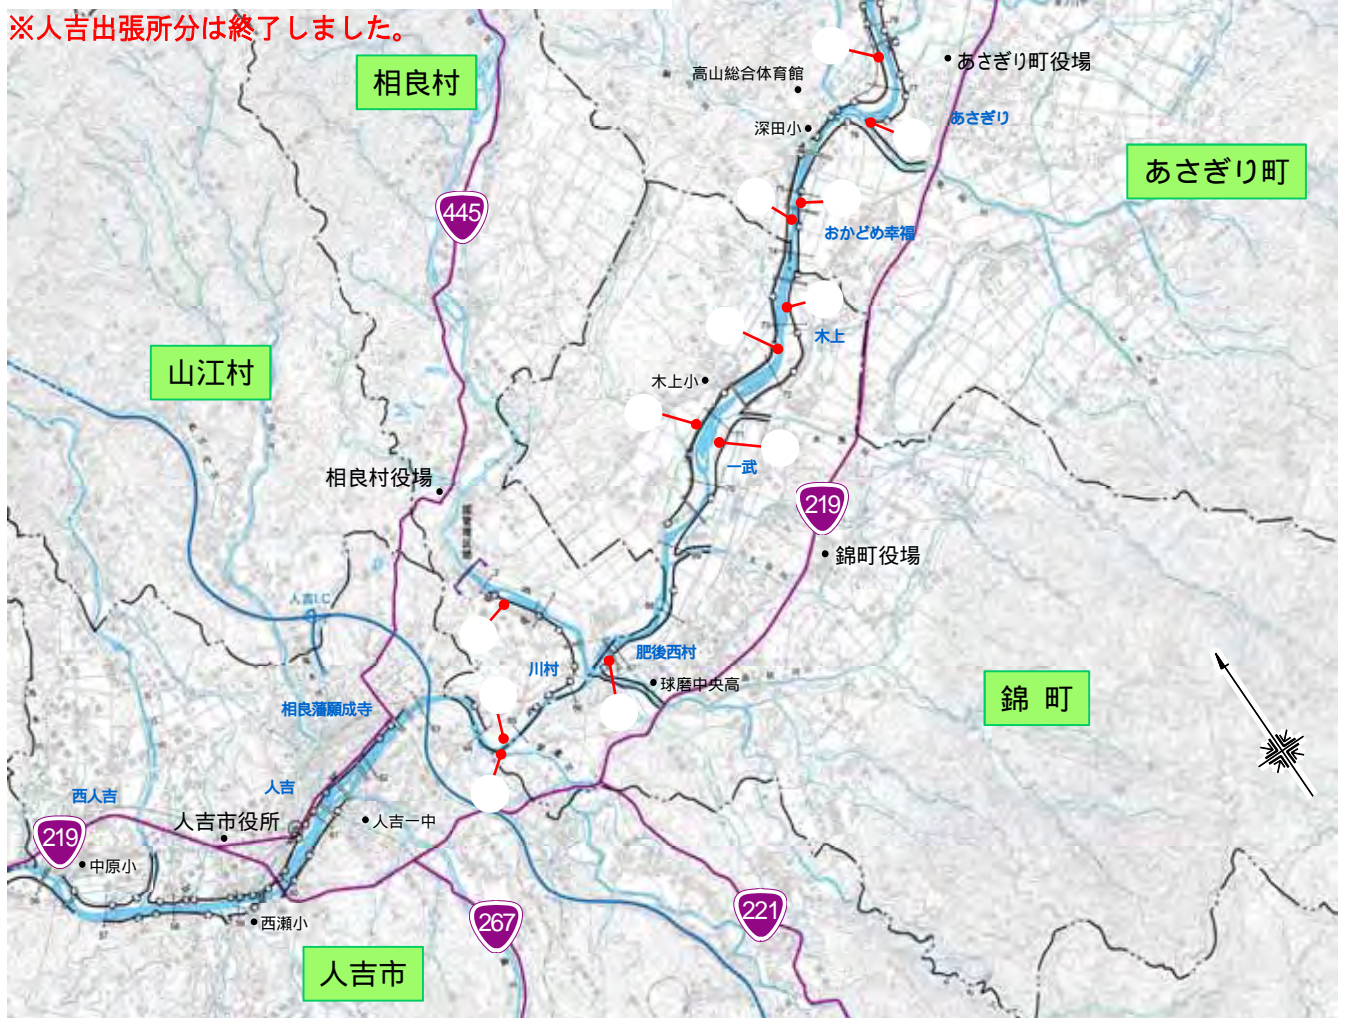 ※人吉出張所分は終了しました。
相良村
高山総合体育館
あさぎり町役場
深田小
あさぎり
あさぎり町
445
おかどめ幸福
木上
山江村
木上小
一武
相良村役場
219
錦町役場
人吉I.C
川村
肥後西村
球磨中央高
錦 町
相良藩願成寺
人吉
西人吉
人吉市役所
人吉一中
219
中原小
西瀬小
267
221
人吉市